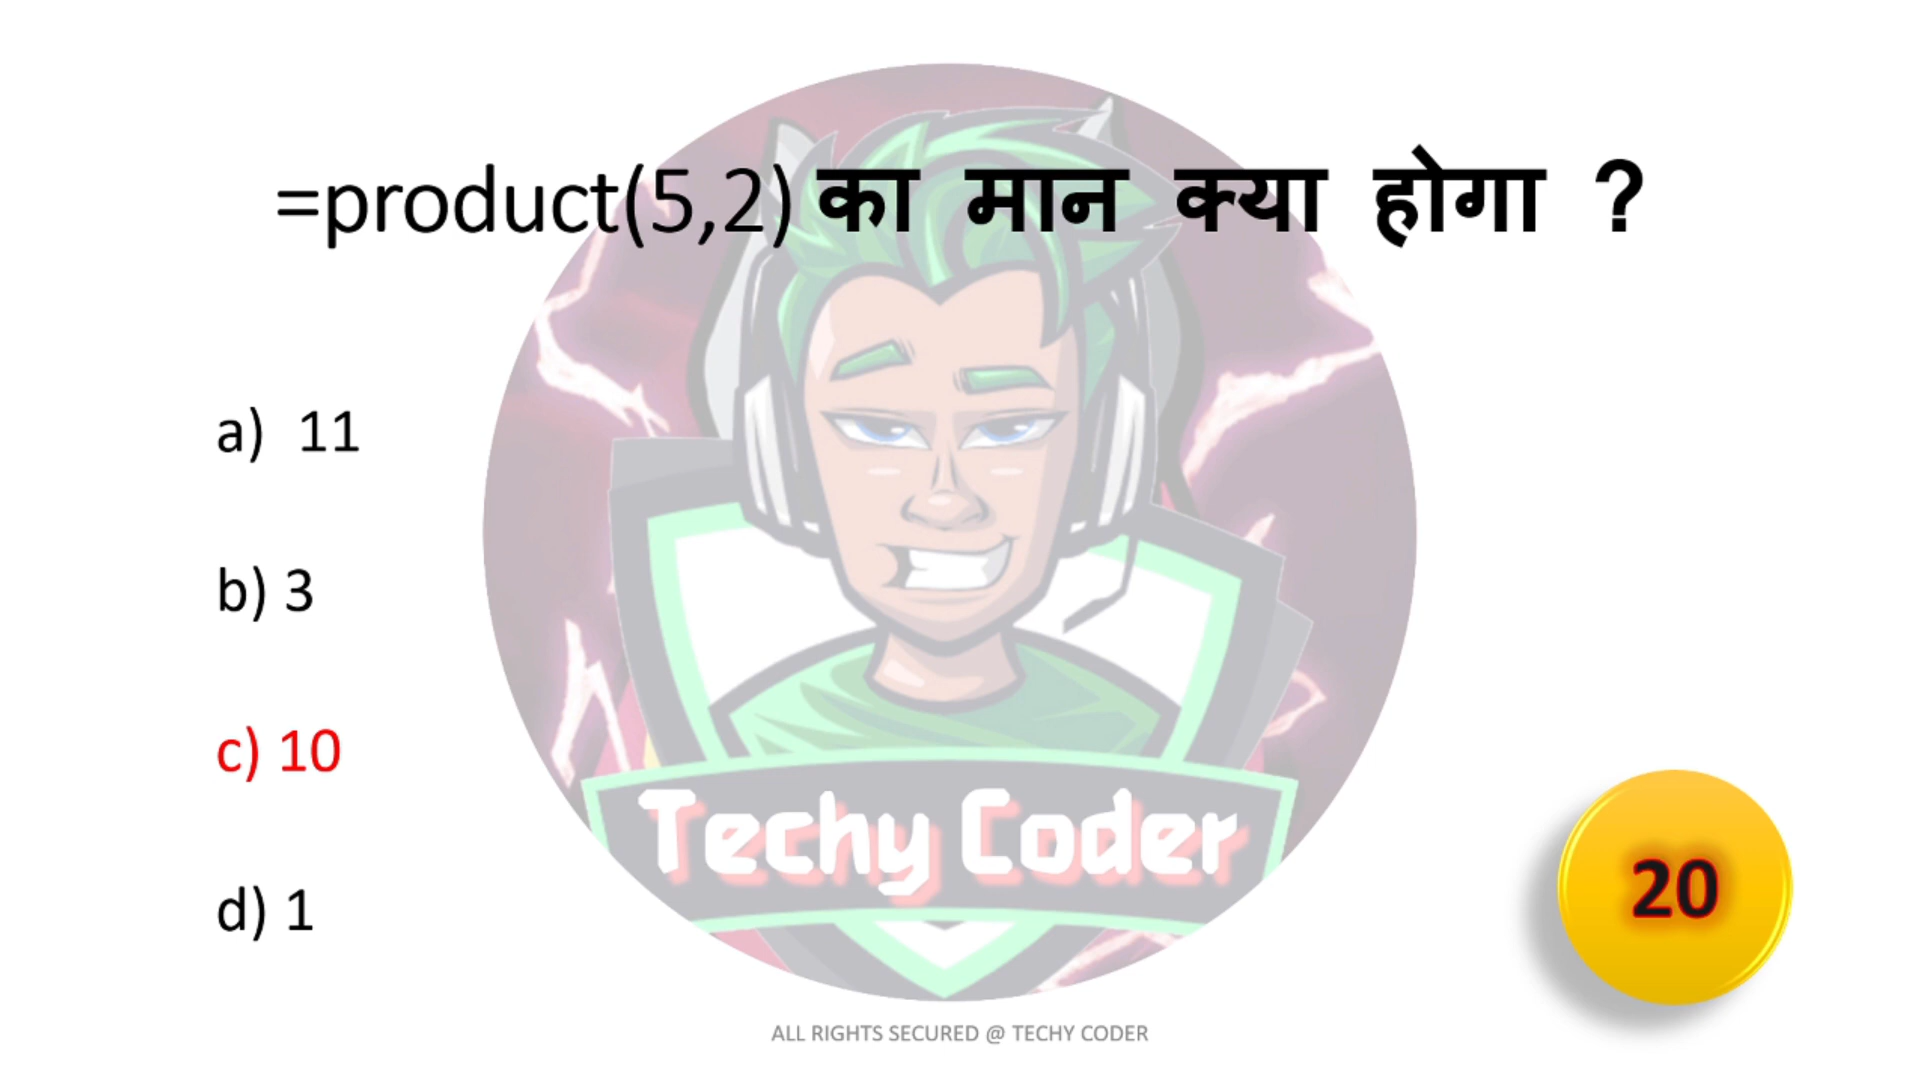 =product(5,2) का मान क्या होगा ?
a) 11
b) 3
c) 10
d) 1
20
Techy Coder
ALL RIGHTS SECURED @ TECHY CODER